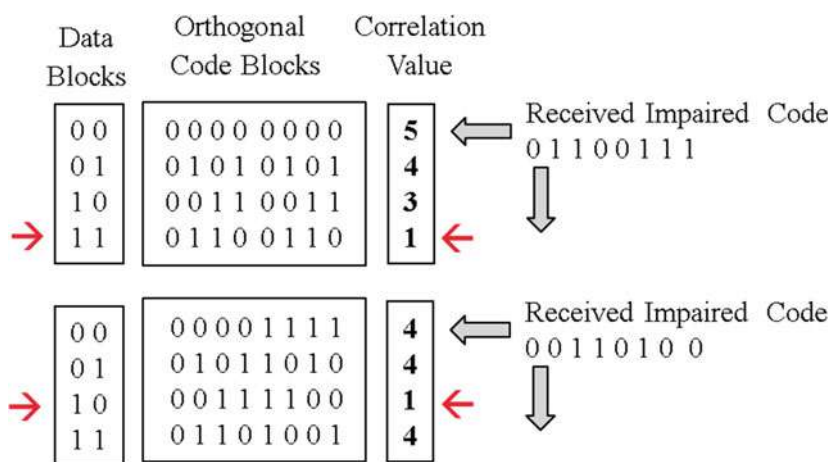 Data Blocks
Orthogonal Code Blocks
Correlation Value
0 0 0 0 0 0 0 0 0 0 5
0 1 0 1 0 1 0 1 0 1 4
1 0 0 0 1 1 0 0 1 1 3
1 1 0 1 1 0 0 1 1 0 1
Received Impaired Code
0 1 1 0 0 1 1 1
0 0 0 0 0 0 1 1 1 1 4
0 1 0 1 0 1 1 0 1 0 4
1 0 0 0 1 1 1 1 0 0 1
1 1 0 1 1 0 1 0 0 1 4
Received Impaired Code
0 0 1 1 0 1 0 0